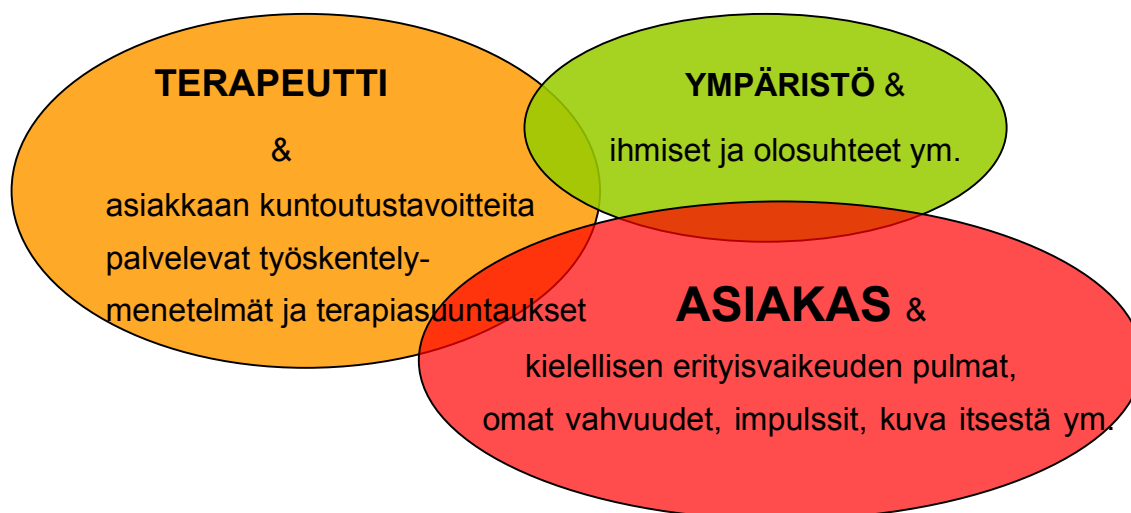 TERAPEUTTI
&
asiakkaan kuntoutustavoitteita
palvelevat työskentely-
menetelmät ja terapiasuuntaukset
YMPÄRISTÖ &
ihmiset ja olosuhteet ym.
ASIAKAS &
kielellisen erityisvaikeuden pulmat,
omat vahvuudet, impulssit, kuva itsestä ym.